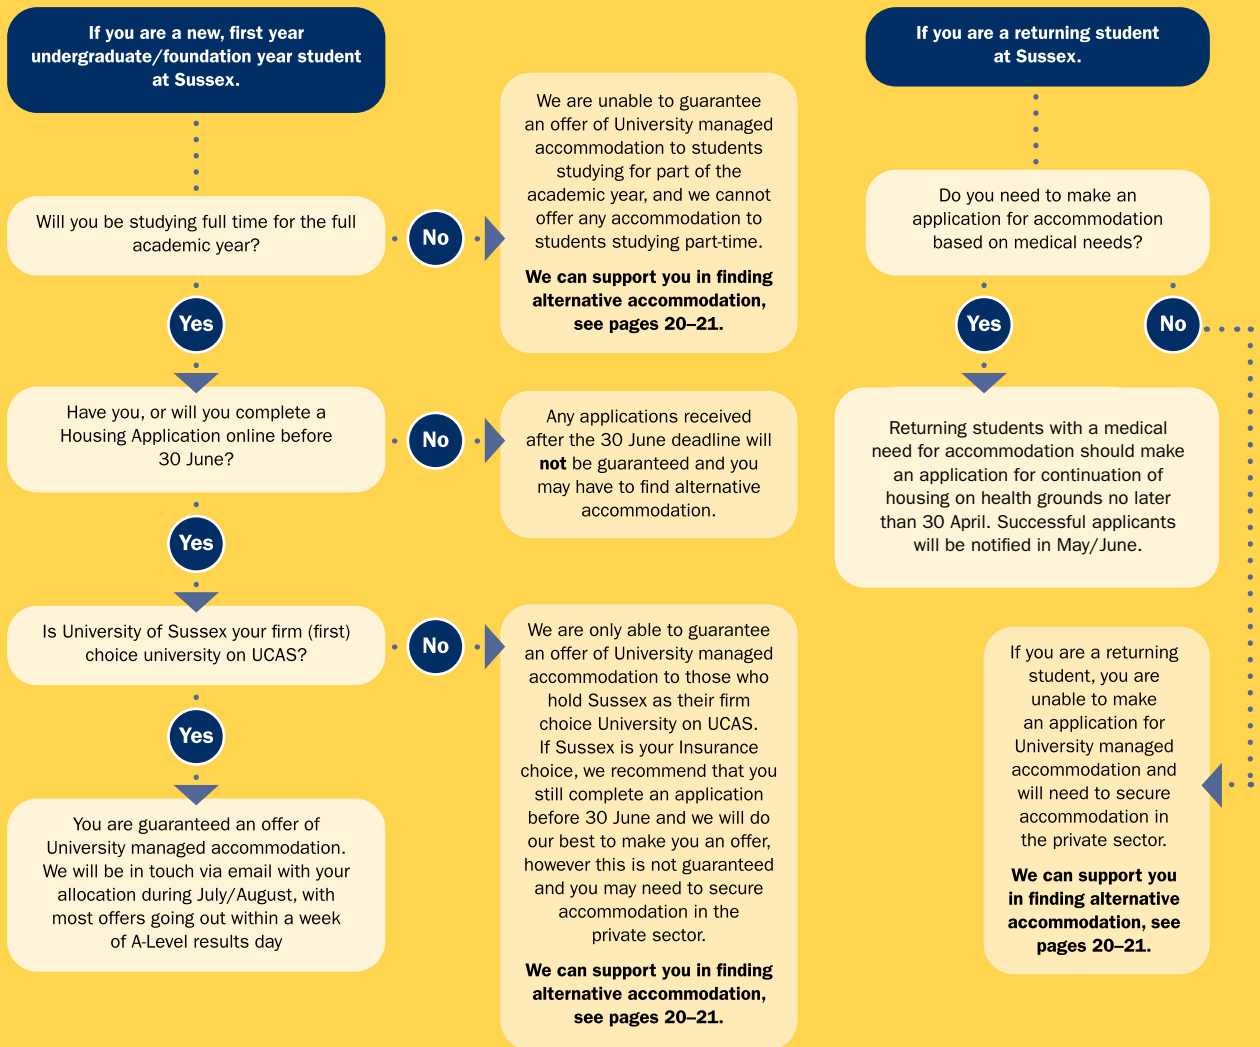 If you are a new, first year
undergraduate/foundation year student
at Sussex.
Will you be studying full time for the full
academic year?
No
We are unable to guarantee
an offer of University managed
accommodation to students
studying for part of the
academic year, and we cannot
offer any accommodation to
students studying part-time.
We can support you in finding
alternative accommodation,
see pages 20–21.
Yes
Have you, or will you complete a
Housing Application online before
30 June?
No
Any applications received
after the 30 June deadline will
not be guaranteed and you
may have to find alternative
accommodation.
Yes
Is University of Sussex your firm (first)
choice university on UCAS?
No
We are only able to guarantee
an offer of University managed
accommodation to those who
hold Sussex as their firm
choice University on UCAS.
If Sussex is your Insurance
choice, we recommend that you
still complete an application
before 30 June and we will do
our best to make you an offer,
however this is not guaranteed
and you may need to secure
accommodation in the
private sector.
We can support you in finding
alternative accommodation,
see pages 20–21.
Yes
You are guaranteed an offer of
University managed accommodation.
We will be in touch via email with your
allocation during July/August, with
most offers going out within a week
of A-Level results day
If you are a returning student
at Sussex.
Do you need to make an
application for accommodation
based on medical needs?
Yes
No
Returning students with a medical
need for accommodation should make
an application for continuation of
housing on health grounds no later
than 30 April. Successful applicants
will be notified in May/June.
If you are a returning
student, you are
unable to make
an application for
University managed
accommodation and
will need to secure
accommodation in
the private sector.
We can support you
in finding alternative
accommodation, see
pages 20–21.